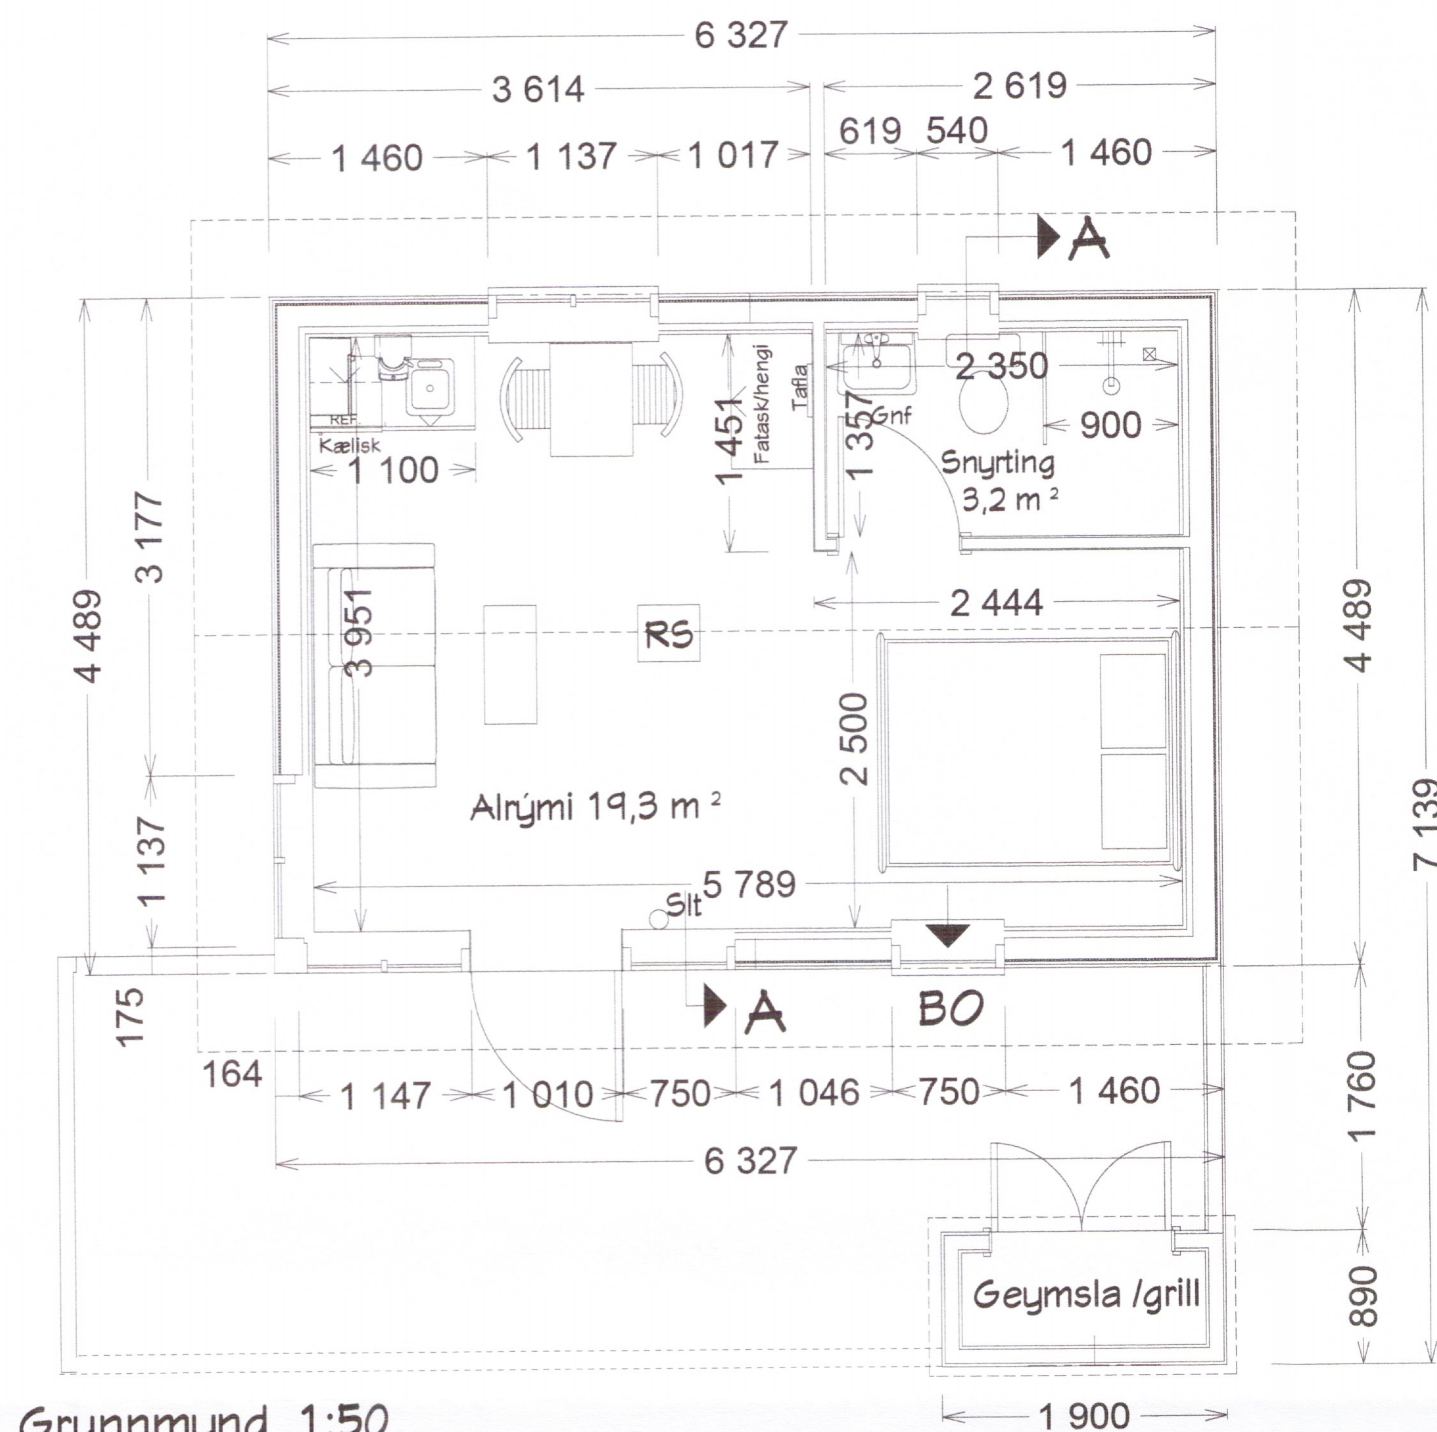 6 327
3 614
2 619
619 540
1 460
1 137
1 017
1 460
A
REF.
Kælisk
1 100
1 451
Fatask/hengi
Tafla
1 357
Gnf
2 350
900
Snyrting
3,2 m ²
3 177
4 489
3 951
RS
2 444
4 489
2 500
1 137
Alrými 19,3 m ²
7 139
5 789
Slt
175
A
BO
164
1 147
1 010
750
1 046
750
1 460
1 760
6 327
Geymsla /grill
890
1 900
Grunnmynd 1:50